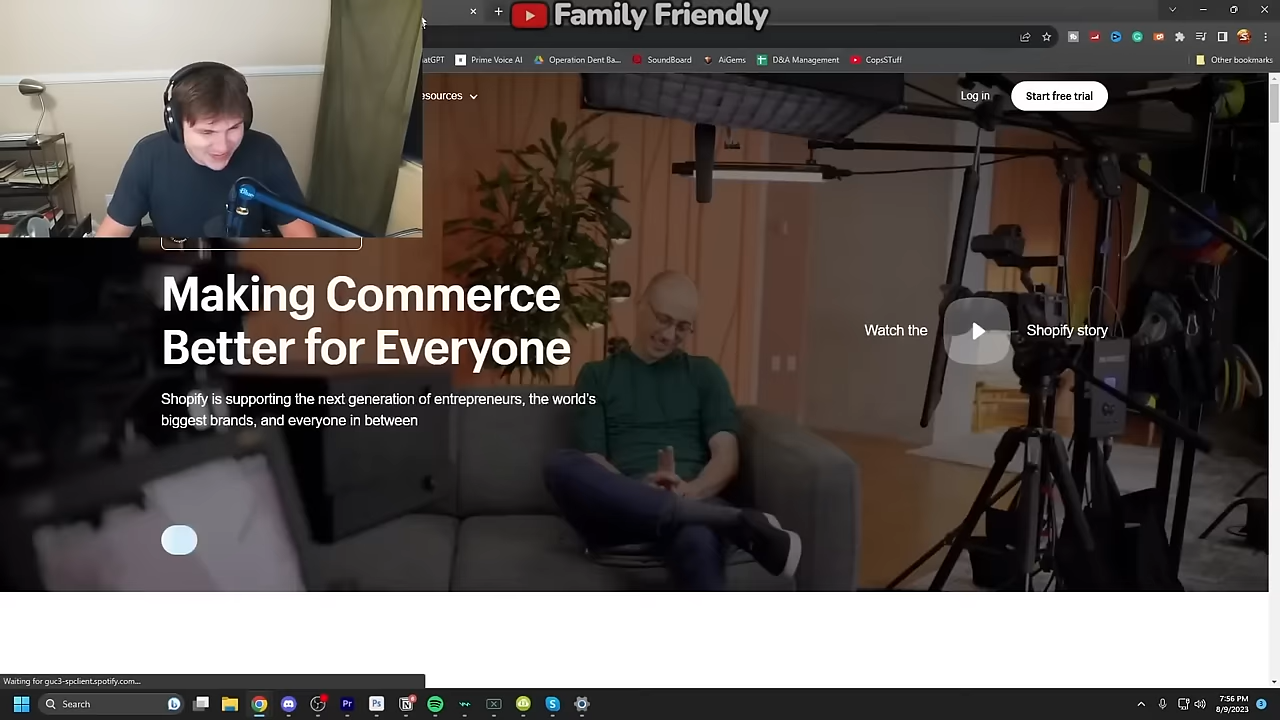 Family Friendly
atGPT
Prime Voice AI
Operation Dent Ba...
SoundBoard
AiGems
D&A Management
CopsSTuff
Other bookmarks
esources
Log in
Start free trial
Making Commerce
Better for Everyone
Shopify is supporting the next generation of entrepreneurs, the world's
biggest brands, and everyone in between
Watch the
Shopify story
Waiting for guc3-spclient.spotify.com...
Search
7:56 PM
8/9/2023